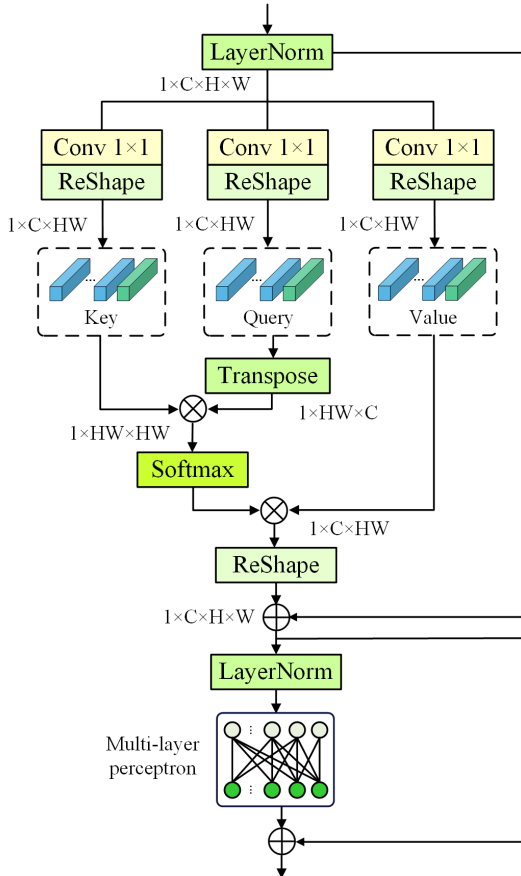 LayerNorm
1×C×H×W
Conv 1×1
Conv 1×1
Conv 1×1
ReShape
ReShape
ReShape
1×C×HW
1×C×HW
1×C×HW
...
...
...
Key
Query
Value
Transpose
1×HW×C
1×HW×HW
Softmax
1×C×HW
ReShape
1×C×H×W
LayerNorm
Multi-layer
perceptron